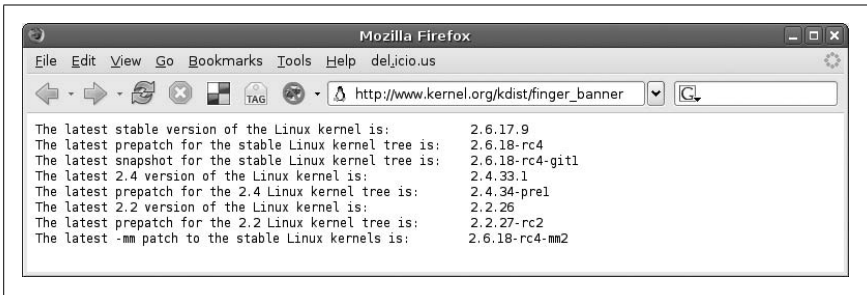 Mozilla Firefox
File Edit View Go Bookmarks Tools Help del.icio.us
TAG http://www.kernel.org/kdist/finger_banner G
The latest stable version of the Linux kernel is: 2.6.17.9
The latest prepatch for the stable Linux kernel tree is: 2.6.18-rc4
The latest snapshot for the stable Linux kernel tree is: 2.6.18-rc4-git1
The latest 2.4 version of the Linux kernel is: 2.4.33.1
The latest prepatch for the 2.4 Linux kernel tree is: 2.4.34-pre1
The latest 2.2 version of the Linux kernel is: 2.2.26
The latest prepatch for the 2.2 Linux kernel tree is: 2.2.27-rc2
The latest -mm patch to the stable Linux kernels is: 2.6.18-rc4-mm2